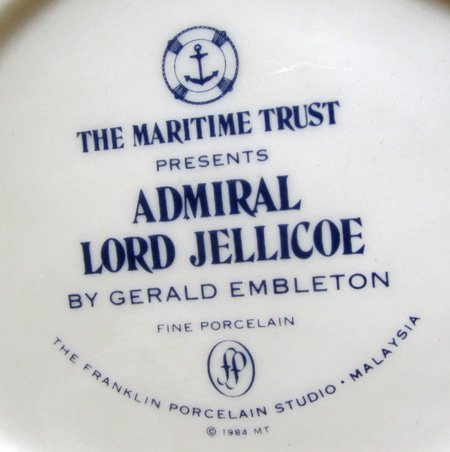 THE MARITIME TRUST
PRESENTS
ADMIRAL
LORD JELLICOE
BY GERALD EMBLETON
FINE PORCELAIN
fp
THE FRANKLIN PORCELAIN STUDIO · MALAYSIA
© 1984 MT